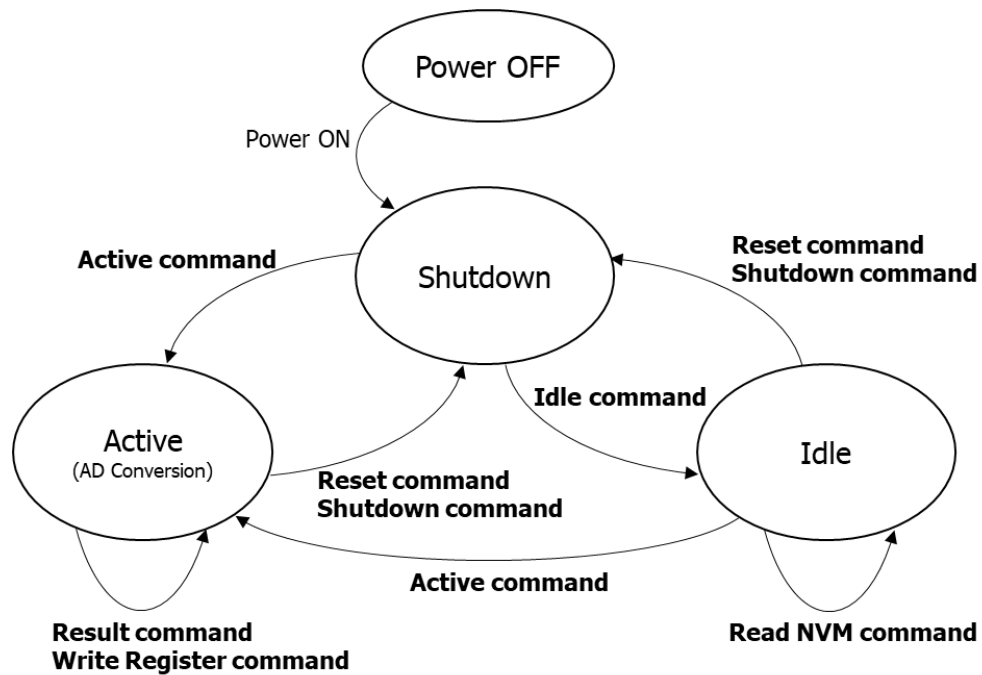 Power OFF
Power ON
Shutdown
Active command
Reset command
Shutdown command
Idle command
Active
(AD Conversion)
Idle
Reset command
Shutdown command
Active command
Result command
Write Register command
Read NVM command